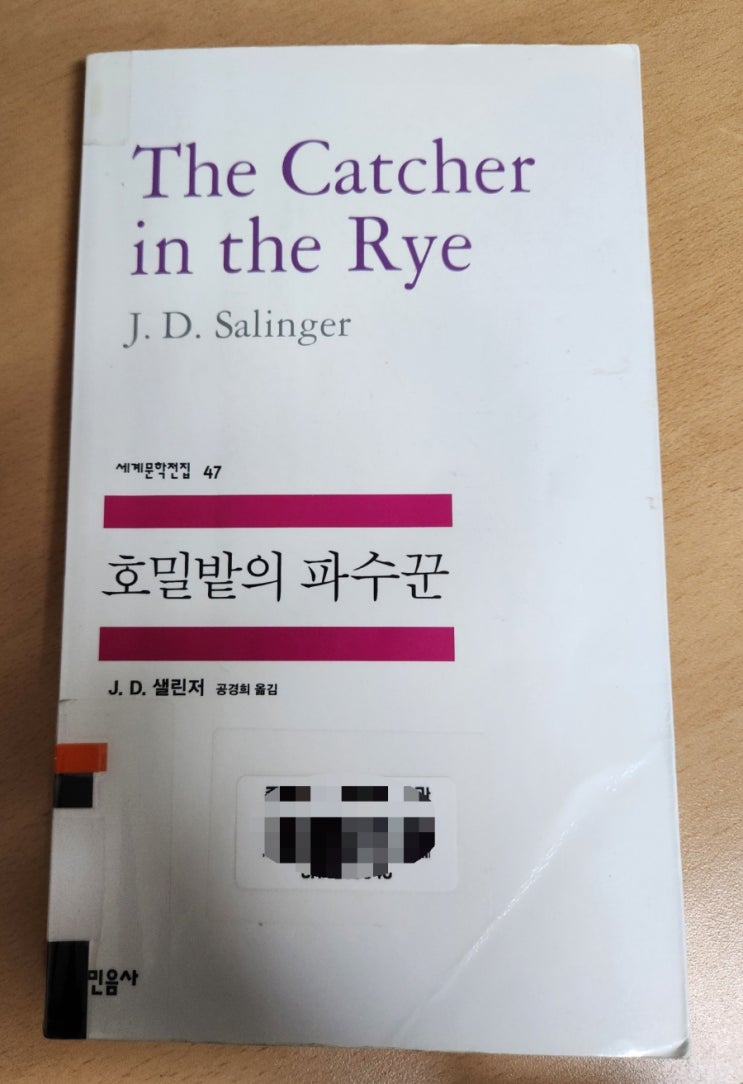 The Catcher
in the Rye
J. D. Salinger
세계문학전집 47
호밀밭의 파수꾼
J. D. 샐린저 공경희 옮김
민음사